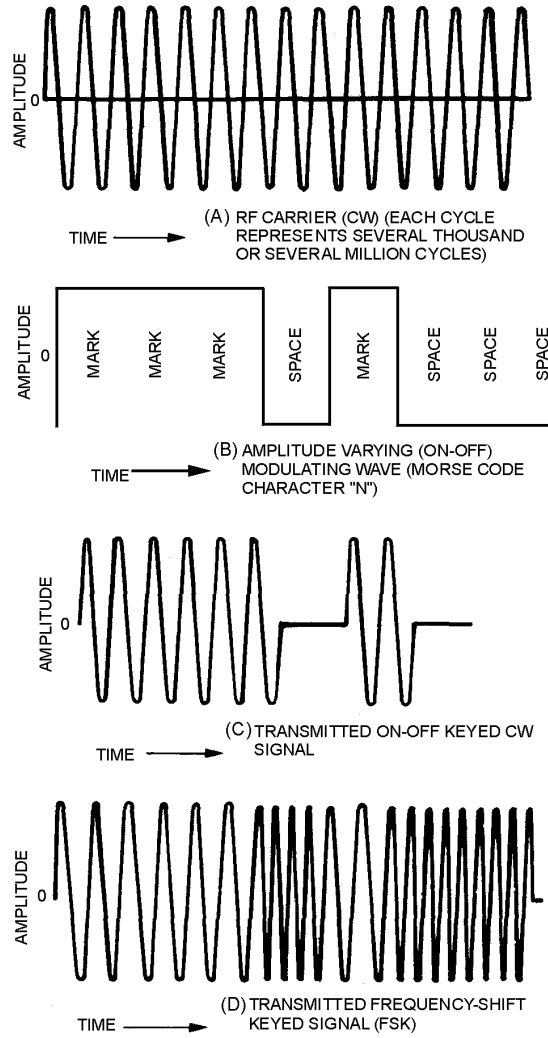 AMPLITUDE
0
(A) RF CARRIER (CW) (EACH CYCLE
REPRESENTS SEVERAL THOUSAND
OR SEVERAL MILLION CYCLES)
TIME
AMPLITUDE
0
MARK
MARK
MARK
SPACE
MARK
SPACE
SPACE
SPACE
(B) AMPLITUDE VARYING (ON-OFF)
MODULATING WAVE (MORSE CODE
CHARACTER "N")
TIME
AMPLITUDE
0
(C) TRANSMITTED ON-OFF KEYED CW
SIGNAL
TIME
AMPLITUDE
0
(D) TRANSMITTED FREQUENCY-SHIFT
KEYED SIGNAL (FSK)
TIME